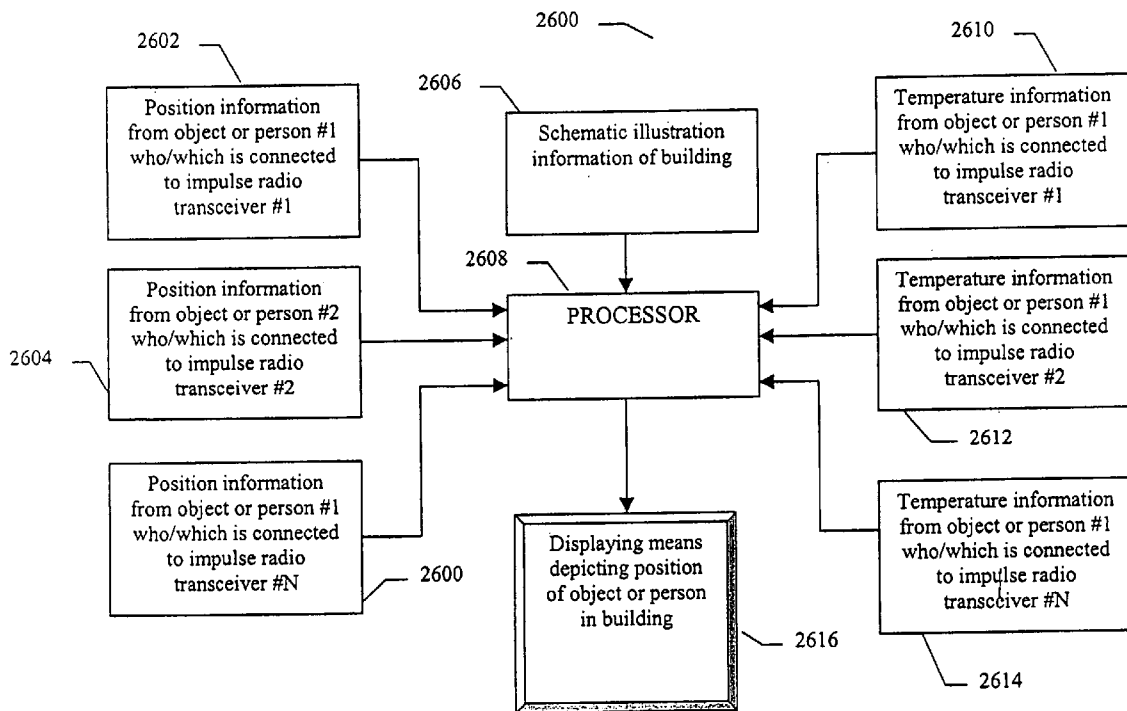 2600
2602
2610
2606
Position information
from object or person #1
who/which is connected
to impulse radio
transceiver #1
Schematic illustration
information of building
Temperature information
from object or person #1
who/which is connected
to impulse radio
transceiver #1
2608
PROCESSOR
Position information
from object or person #2
who/which is connected
to impulse radio
transceiver #2
2604
Temperature information
from object or person #1
who/which is connected
to impulse radio
transceiver #2
2612
Position information
from object or person #1
who/which is connected
to impulse radio
transceiver #N
2600
Displaying means
depicting position
of object or person
in building
2616
Temperature information
from object or person #1
who/which is connected
to impulse radio
transceiver #N
2614